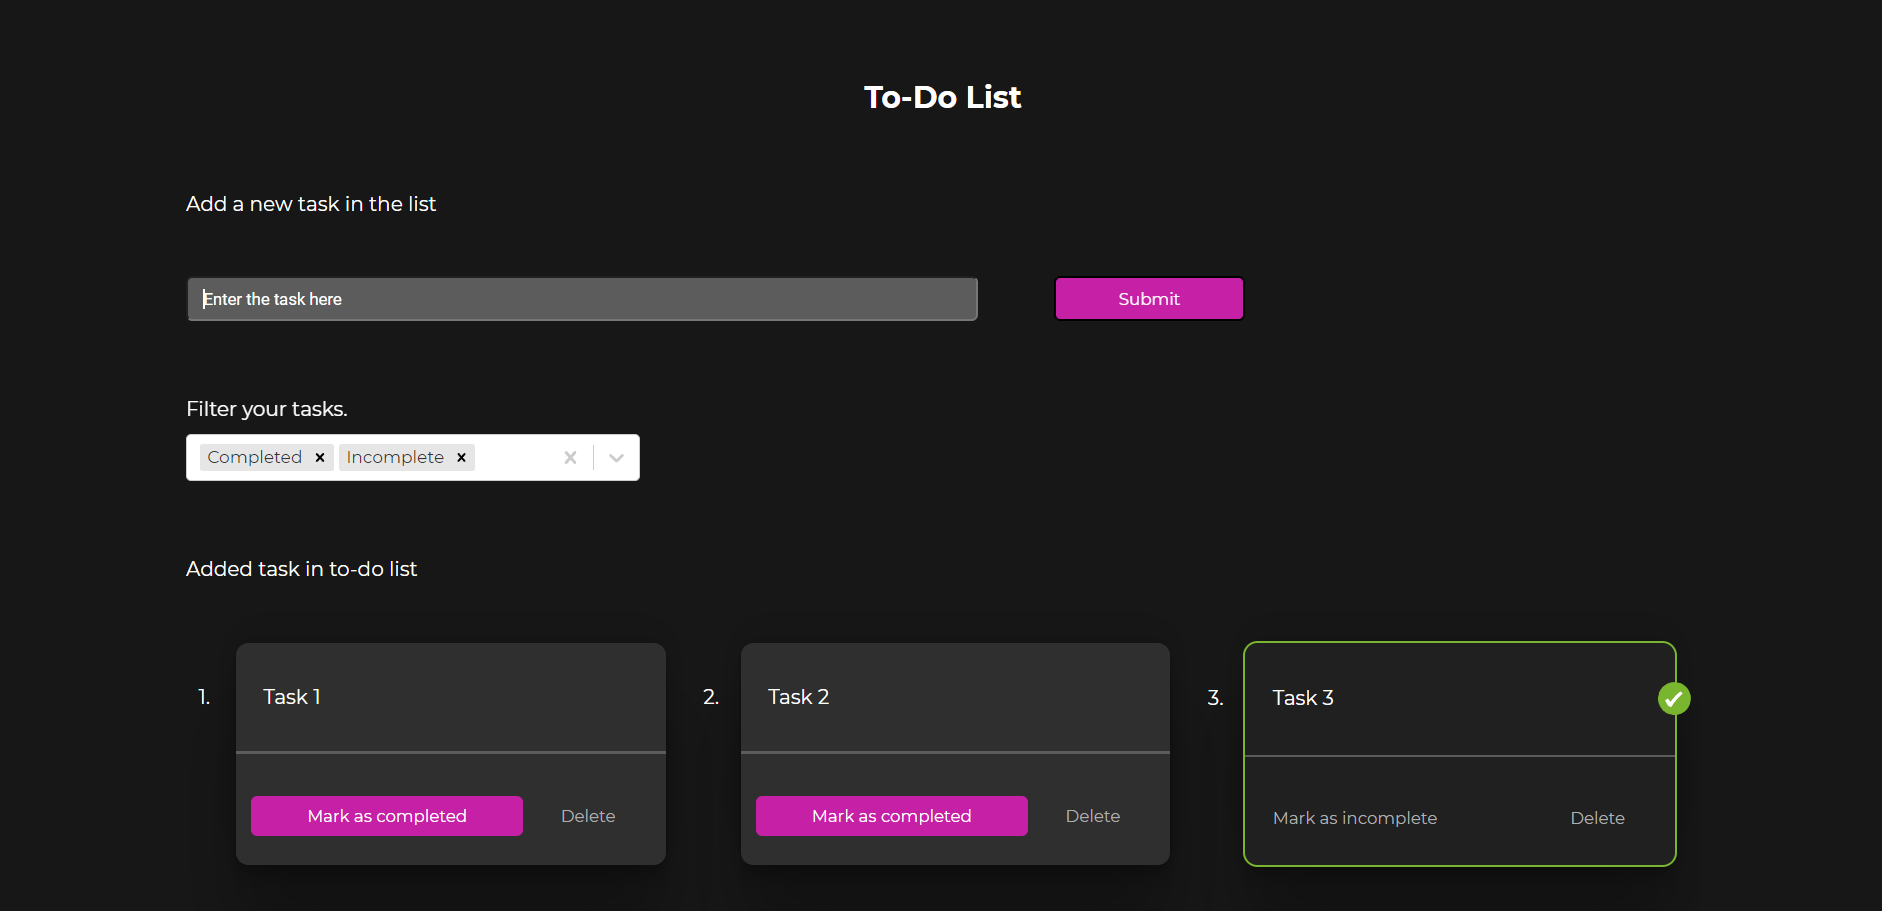 To-Do List
Add a new task in the list
Enter the task here
Submit
Filter your tasks.
Completed Incomplete
Added task in to-do list
1. Task 1
Mark as completed Delete
2. Task 2
Mark as completed Delete
3. Task 3
Mark as incomplete Delete